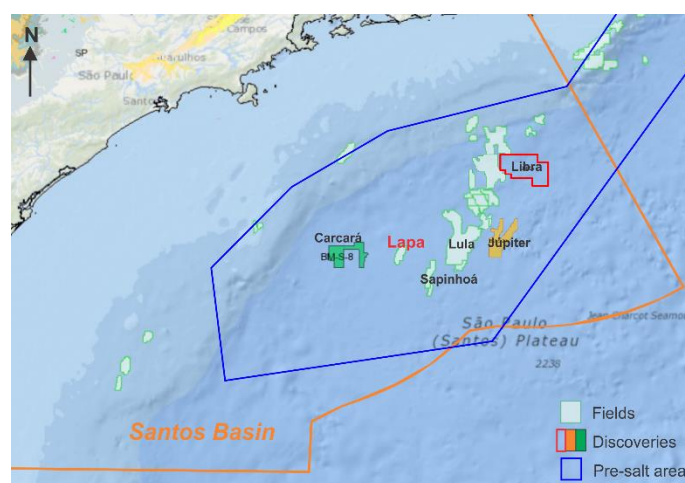 N
Campos
SP
São Paulo
Santos
Libra
Carcará
BM-S-8
Lapa
Lula
Júpiter
Sapinhoá
São Paulo
(Santos) Plateau
2238
Jean Charcot Seamou
Santos Basin
Fields
Discoveries
Pre-salt area